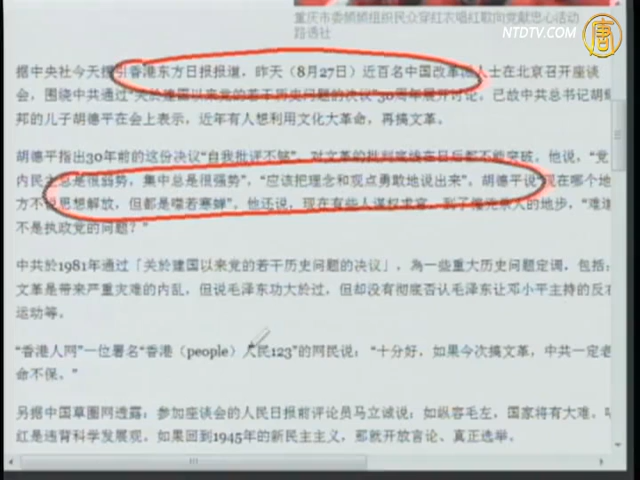 重庆市委频频组织民众穿红衣唱红歌向党献忠心活动
路透社
唐
NTDTV.com
据中央社今天援引香港东方日报报道，昨天（8月27日）近百名中国改革派人士在北京召开座谈
会，围绕中共通过“关於建国以来党的若干历史问题的决议”30周年展开讨论，已故中共总书记胡耀
邦的儿子胡德平在会上表示，近年有人想利用文化大革命，再搞文革。
胡德平指出30年前的这份决议“自我批评不够”，对文革的批判底线在日后都不能突破。他说，“党
内民主总是很弱势，集中总是很强势”，“应该把理念和观点勇敢地说出来”，胡德平说“现在哪个地
方不说思想解放，但都是噤若寒蝉”。他还说，现在有些人谋权求富，到了 人的地步，“难道
不是执政党的问题？”
中共於1981年通过「关於建国以来党的若干历史问题的决议」，為一些重大历史问题定调，包括：
文革是带来严重灾难的内乱，但说毛泽东功大於过，但却没有彻底否认毛泽东让邓小平主持的反右
运动等。
“香港人网”一位署名“香港（people）人民123”的网民说：“十分好，如果今次搞文革，中共一定老
命不保。”
另据中国草圈网透露：参加座谈会的人民日报前评论员马立诚说：如纵容毛左，国家将有大难，唱
红是违背科学发展观，如果回到1945年的新民主主义，那就开放言论、真正选举。